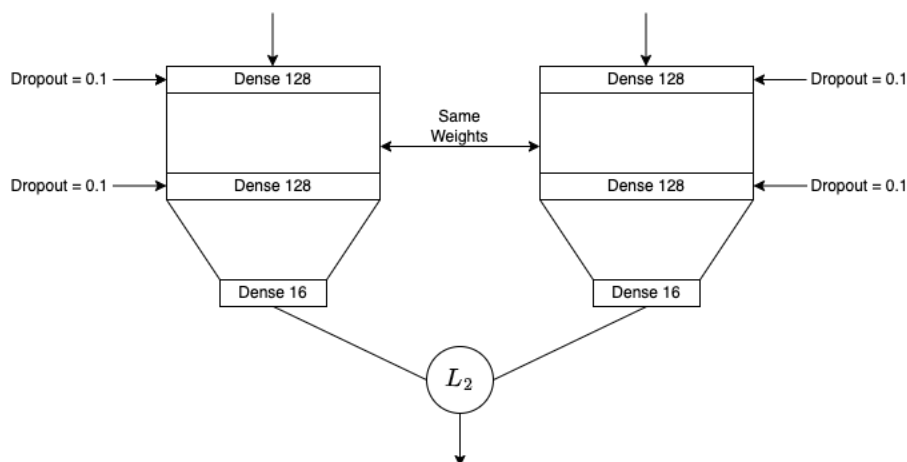 Dropout = 0.1
Dense 128
Dense 128
Dropout = 0.1
Same
Weights
Dropout = 0.1
Dense 128
Dense 128
Dropout = 0.1
Dense 16
Dense 16
L₂